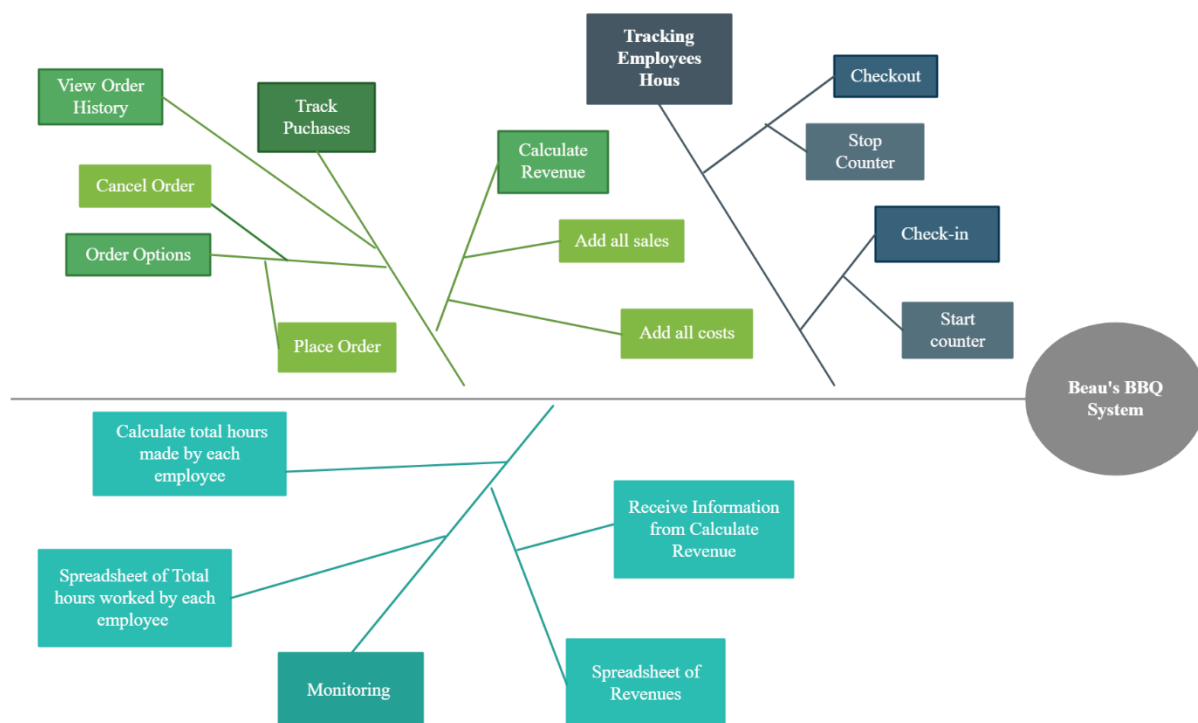 Tracking
Employees
Hous
Checkout
View Order
History
Track
Puchases
Stop
Counter
Calculate
Revenue
Cancel Order
Add all sales
Check-in
Order Options
Start
counter
Place Order
Add all costs
Beau's BBQ
System
Calculate total hours
made by each
employee
Receive Information
from Calculate
Revenue
Spreadsheet of Total
hours worked by each
employee
Monitoring
Spreadsheet of
Revenues